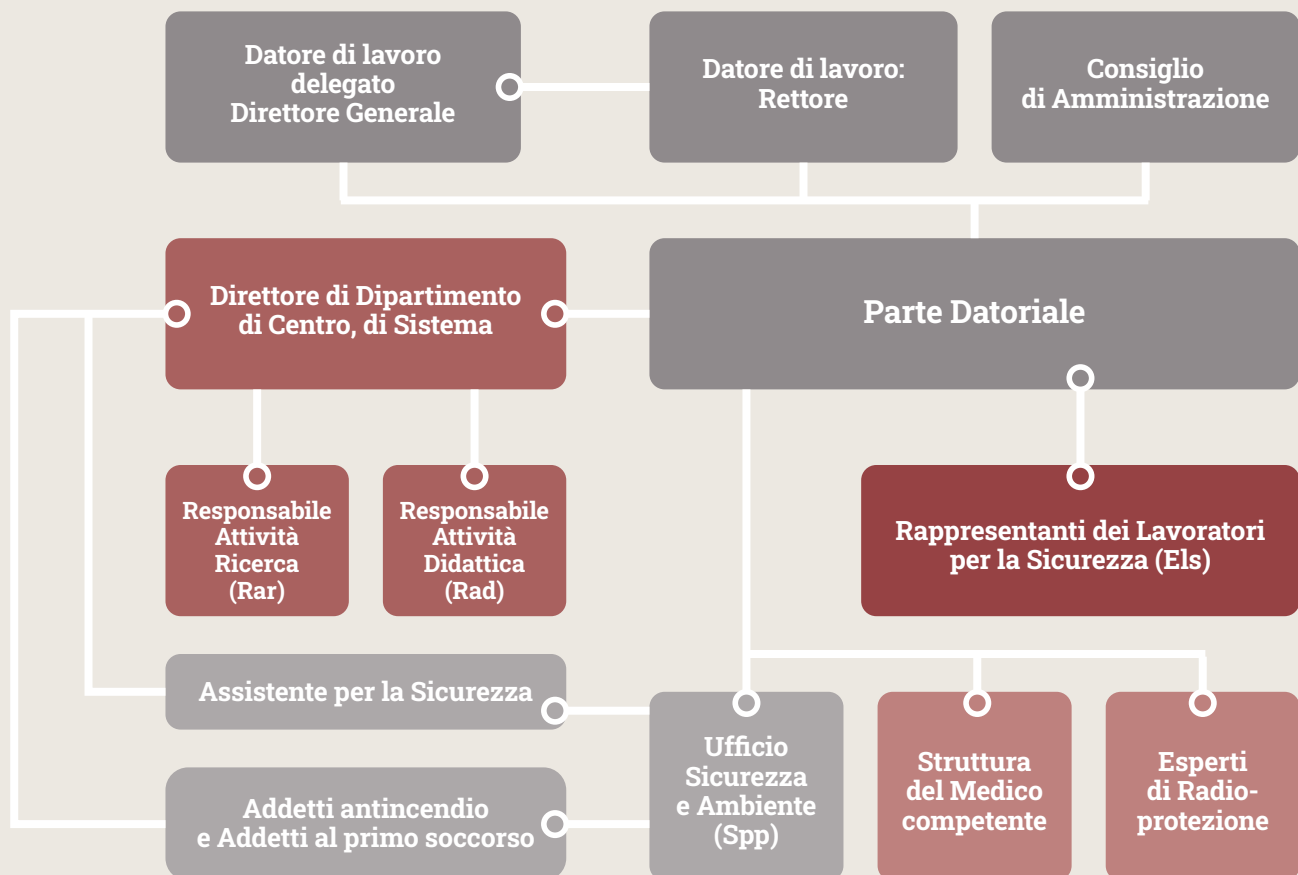 Datore di lavoro
delegato
Direttore Generale
Datore di lavoro:
Rettore
Consiglio
di Amministrazione
Direttore di Dipartimento
di Centro, di Sistema
Parte Datoriale
Responsabile
Attività
Ricerca
(Rar)
Responsabile
Attività
Didattica
(Rad)
Rappresentanti dei Lavoratori
per la Sicurezza (Els)
Assistente per la Sicurezza
Addetti antincendio
e Addetti al primo soccorso
Ufficio
Sicurezza
e Ambiente
(Spp)
Struttura
del Medico
competente
Esperti
di Radio-
protezione